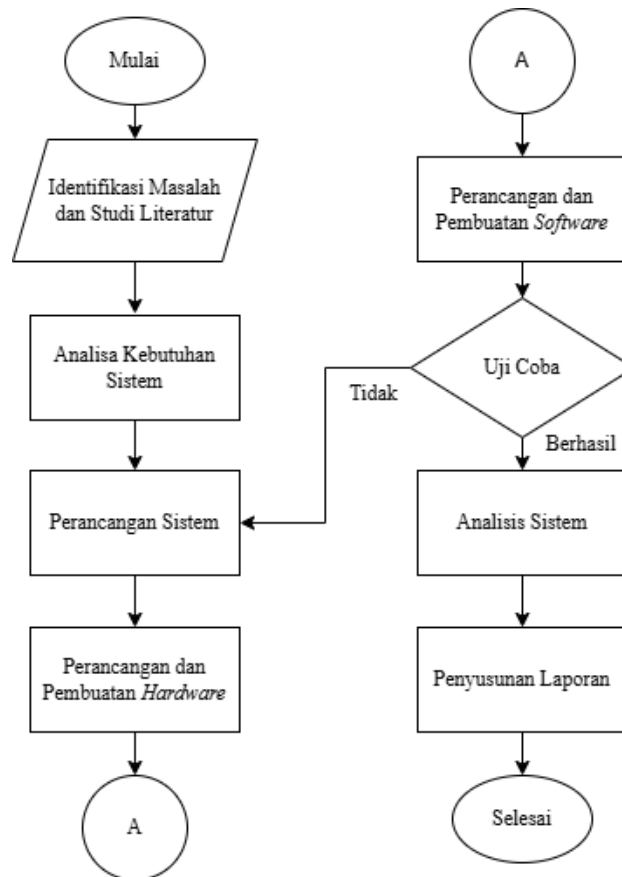 Mulai
Identifikasi Masalah
dan Studi Literatur
Analisa Kebutuhan
Sistem
Perancangan Sistem
Perancangan dan
Pembuatan Hardware
A
A
Perancangan dan
Pembuatan Software
Uji Coba
Tidak
Berhasil
Analisis Sistem
Penyusunan Laporan
Selesai